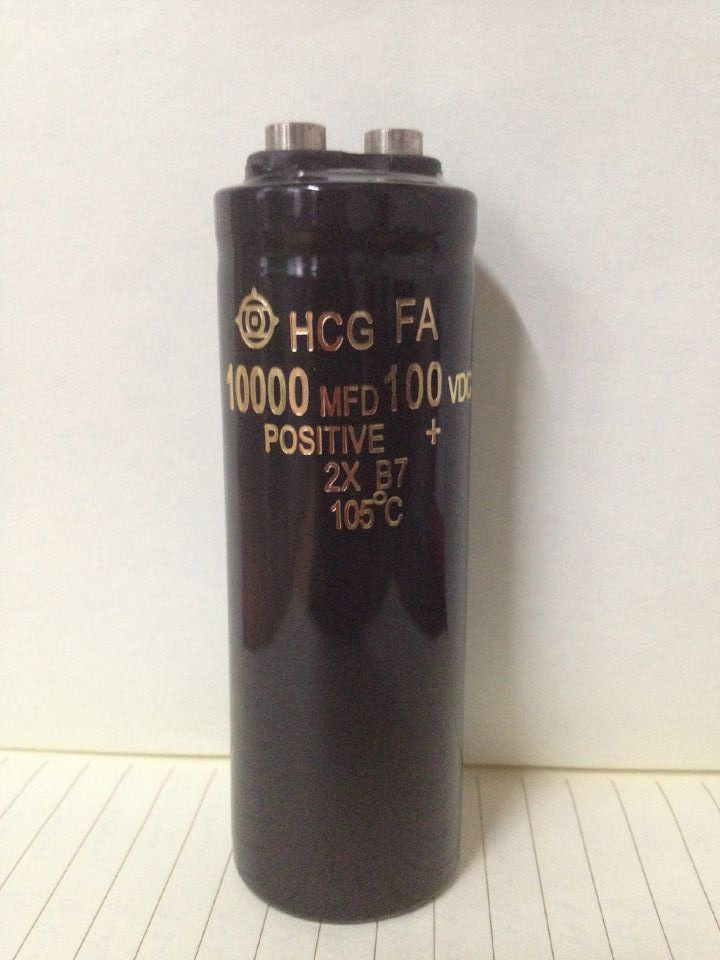 HCG FA
10000 MFD 100 VDC
POSITIVE +
2X B7
105°C